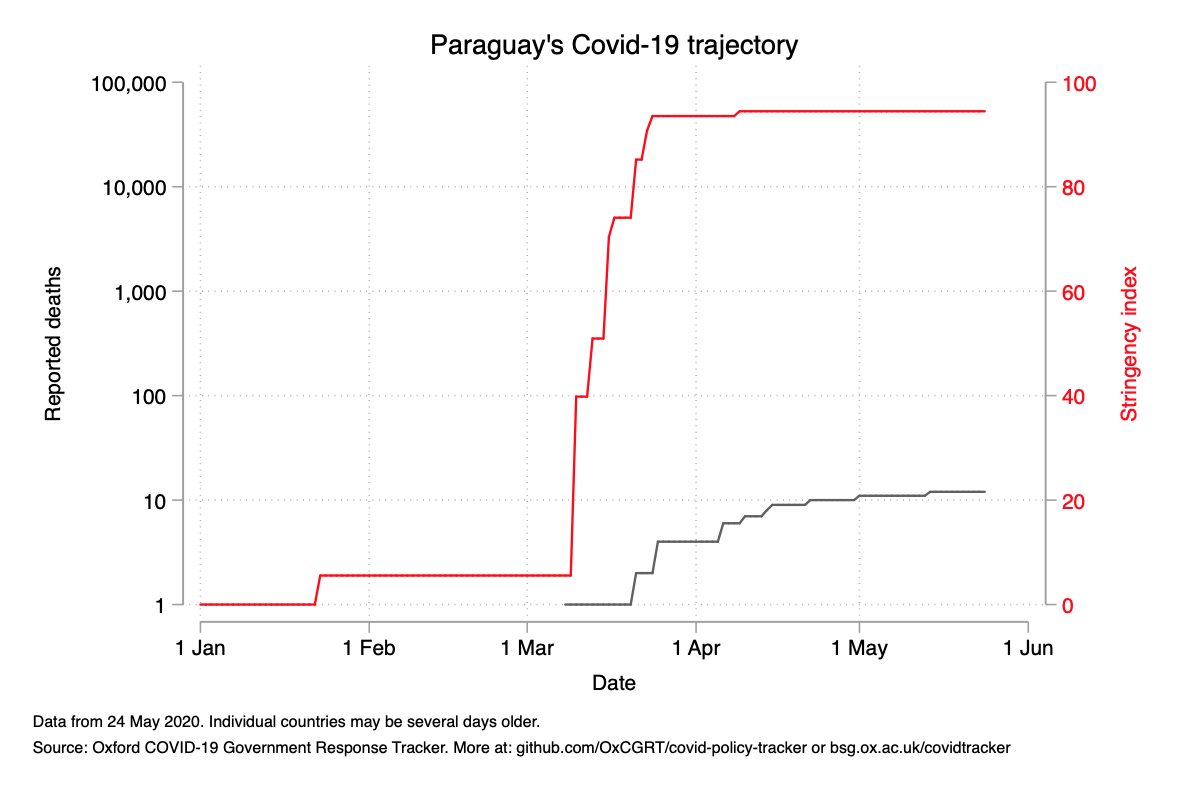 Paraguay's Covid-19 trajectory
100,000
10,000
1,000
100
10
1
Reported deaths
100
80
60
40
20
0
Stringency index
1 Jan
1 Feb
1 Mar
1 Apr
1 May
1 Jun
Date
Data from 24 May 2020. Individual countries may be several days older.
Source: Oxford COVID-19 Government Response Tracker. More at: github.com/OxCGRT/covid-policy-tracker or bsg.ox.ac.uk/covidtracker